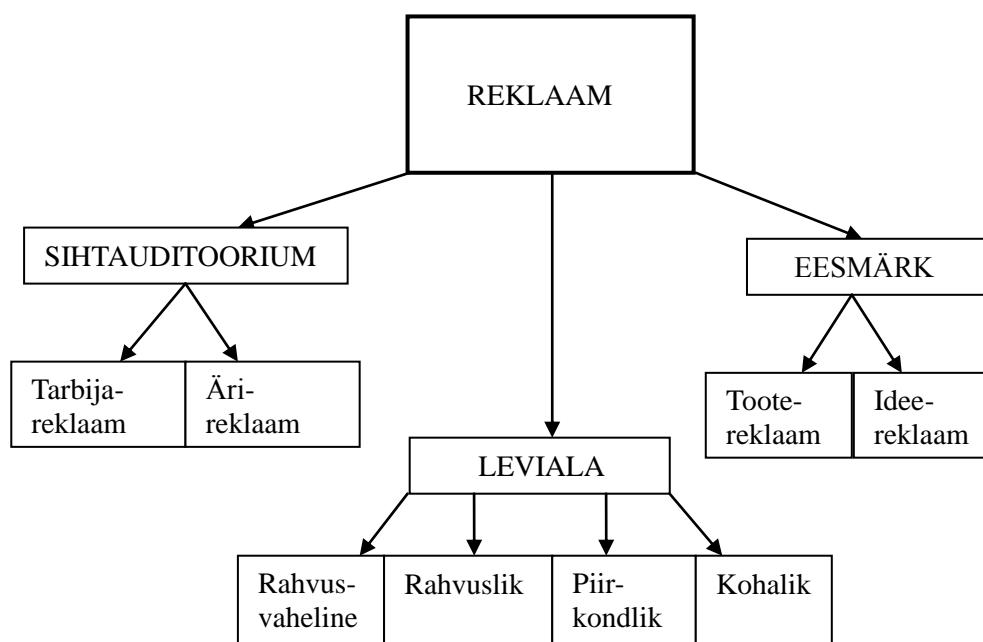 REKLAAM
SIHTAUDITOORIUM
EESMÄRK
Tarbija-
reklaam
Äri-
reklaam
Toote-
reklaam
Idee-
reklaam
LEVIALA
Rahvus-
vaheline
Rahvuslik
Piir-
kondlik
Kohalik